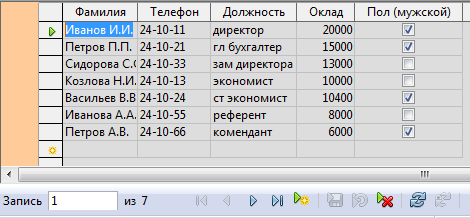 Фамилия Телефон Должность Оклад Пол (мужской)
Иванов И.И. 24-10-11 директор 20000
Петров П.П. 24-10-21 гл бухгалтер 15000
Сидорова С.С 24-10-33 зам директора 13000
Козлова Н.И. 24-10-13 экономист 10000
Васильев В.В 24-10-24 ст экономист 10400
Иванова А.А. 24-10-55 референт 8000
Петров А.В. 24-10-66 комендант 6000
Запись 1 из 7